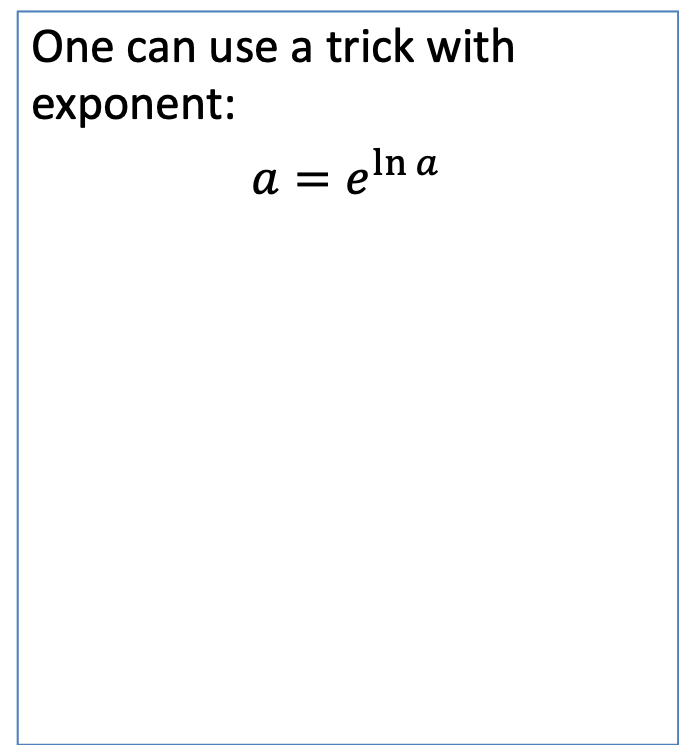 One can use a trick with
exponent:
a = e^{ln a}